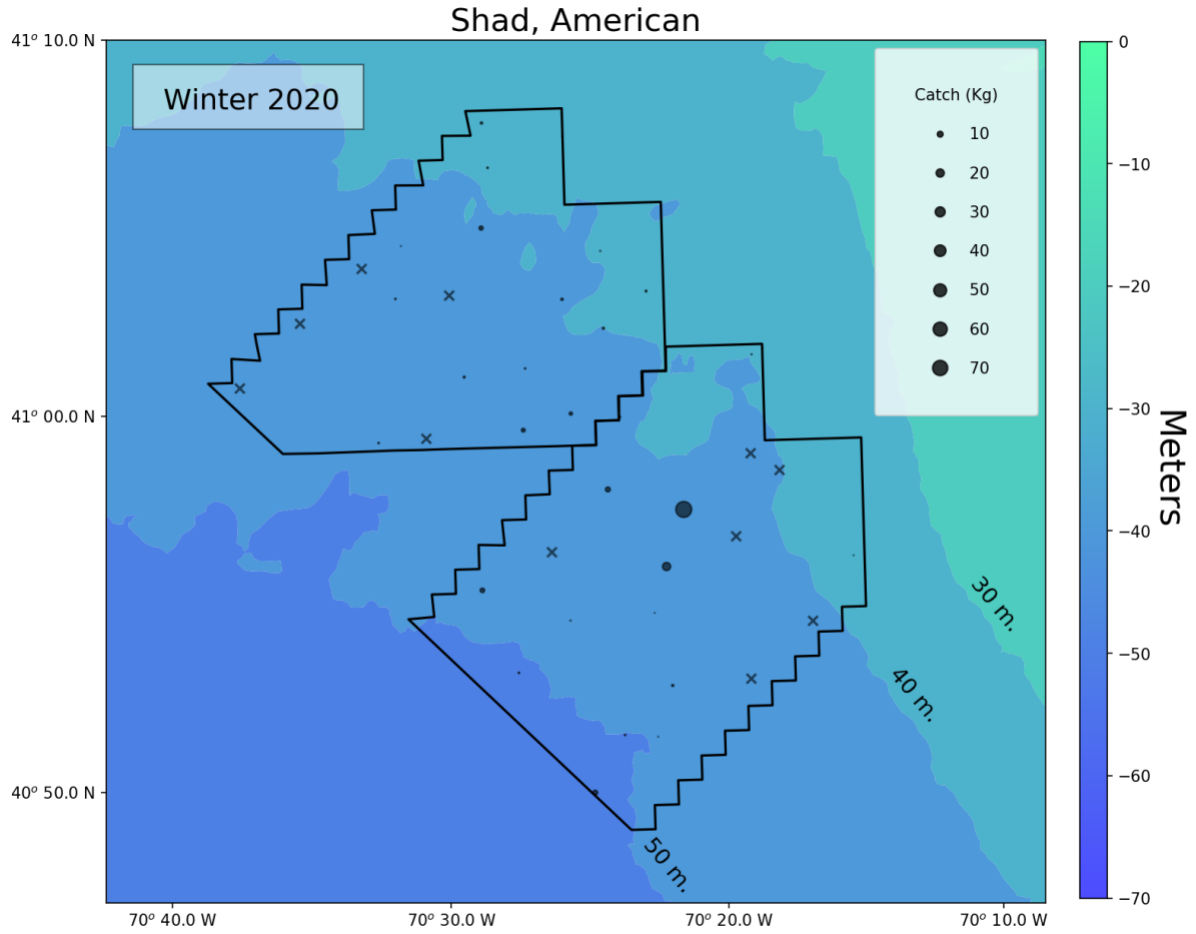 Shad, American
41° 10.0 N
41° 00.0 N
40° 50.0 N
Winter 2020
Catch (Kg)
10
20
30
40
50
60
70
30 m.
40 m.
50 m.
70° 40.0 W
70° 30.0 W
70° 20.0 W
70° 10.0 W
0
−10
−20
−30
−40
−50
−60
−70
Meters